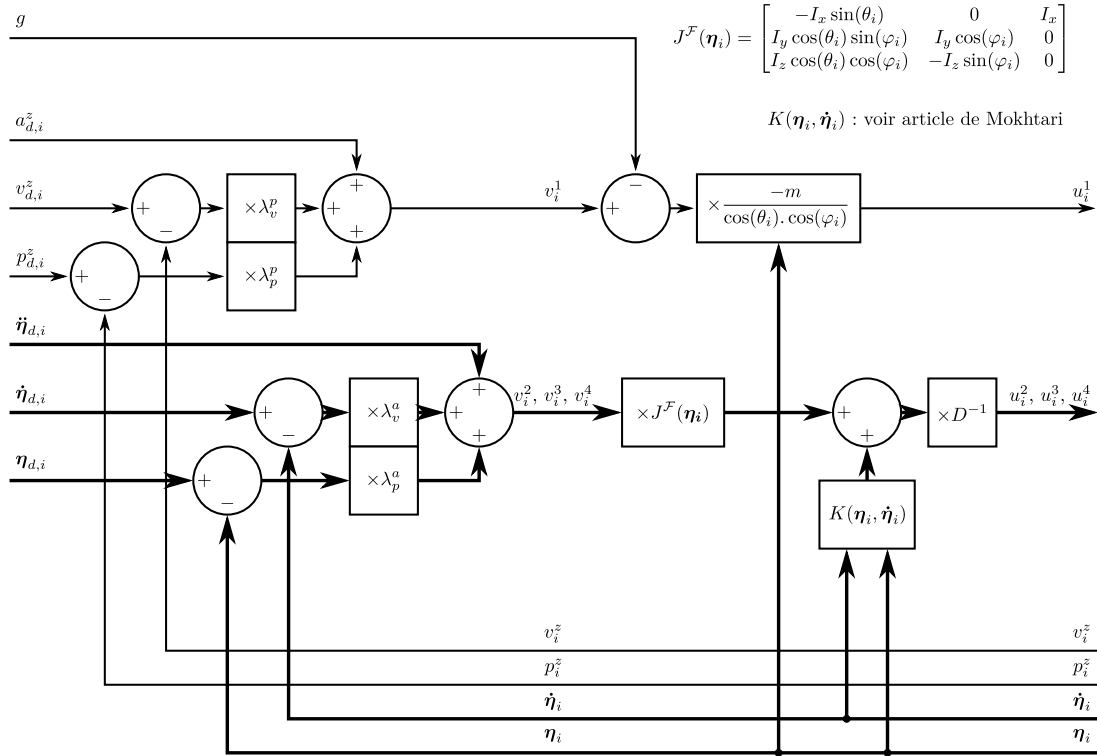 g
J^F(η_i) = [ −I_x sin(θ_i) 0 I_x
I_y cos(θ_i) sin(φ_i) I_y cos(φ_i) 0
I_z cos(θ_i) cos(φ_i) −I_z sin(φ_i) 0 ]
a^z_{d,i}
K(η_i, η̇_i) : voir article de Mokhtari
+
v^z_{d,i}
+
−
×λ^p_v
+
+
v^1_i
+
−
×−m/cos(θ_i).cos(φ_i)
u^1_i
p^z_{d,i}
+
−
×λ^p_p
η̈_{d,i}
+
η̇_{d,i}
+
−
×λ^a_v
+
+
v^2_i, v^3_i, v^4_i
×J^F(η_i)
+
+
×D^{−1}
u^2_i, u^3_i, u^4_i
η_{d,i}
+
−
×λ^a_p
K(η_i, η̇_i)
v^z_i
v^z_i
p^z_i
p^z_i
η̇_i
η̇_i
η_i
η_i